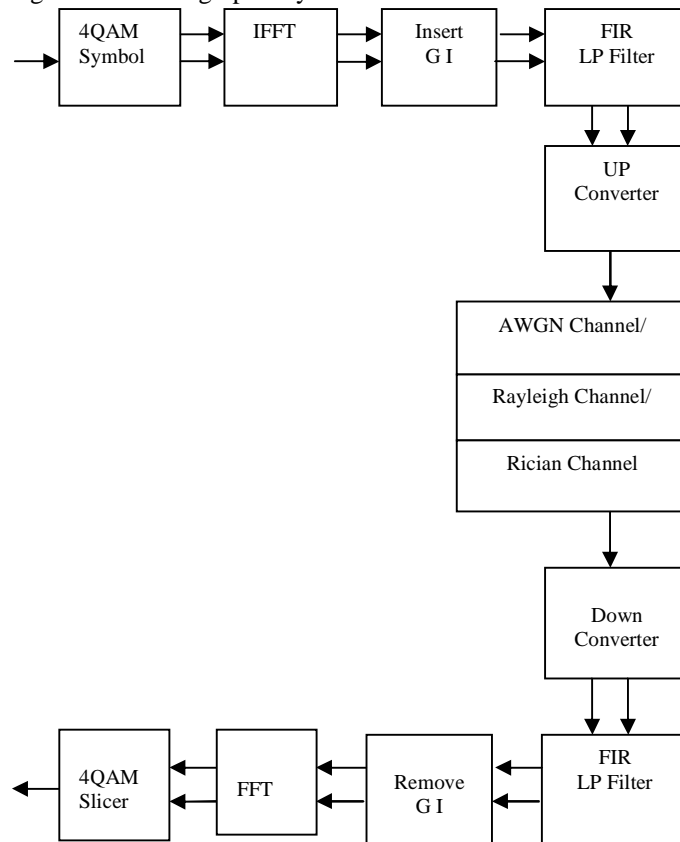 4QAM
Symbol
IFFT
Insert
G I
FIR
LP Filter
UP
Converter
AWGN Channel/
Rayleigh Channel/
Rician Channel
Down
Converter
4QAM
Slicer
FFT
Remove
G I
FIR
LP Filter